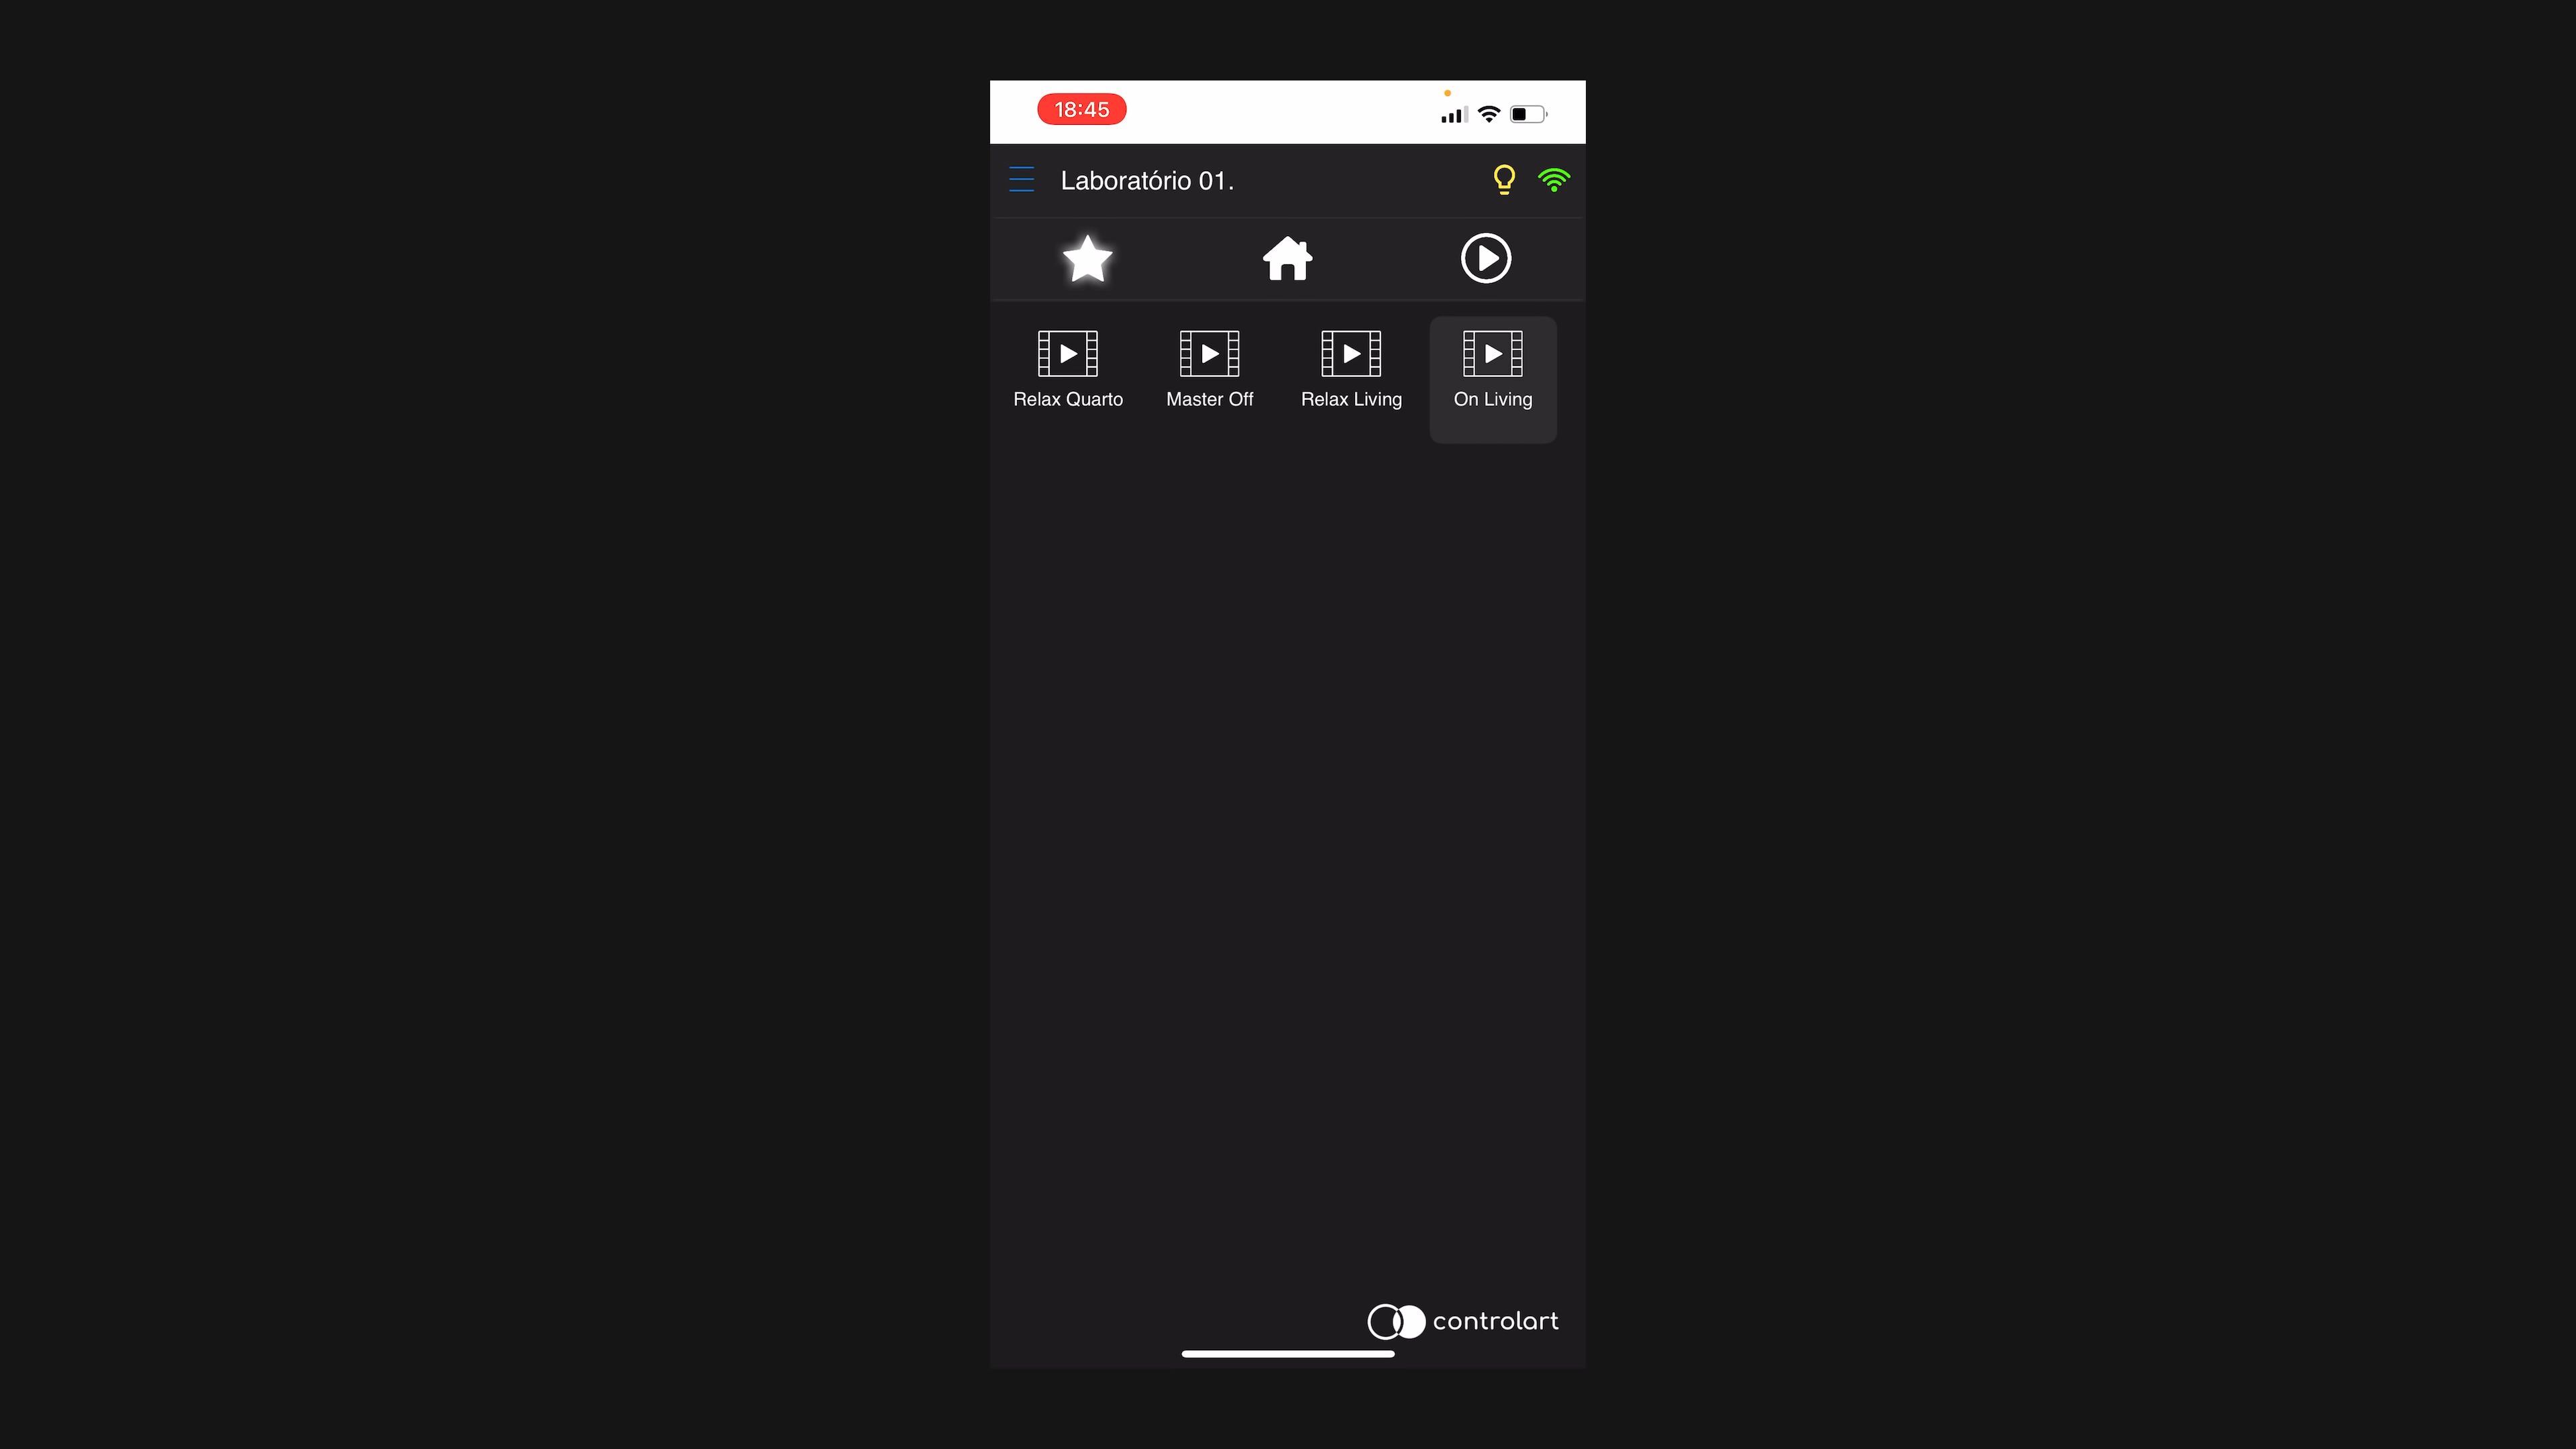 18:45
Laboratório 01.
Relax Quarto
Master Off
Relax Living
On Living
controlart